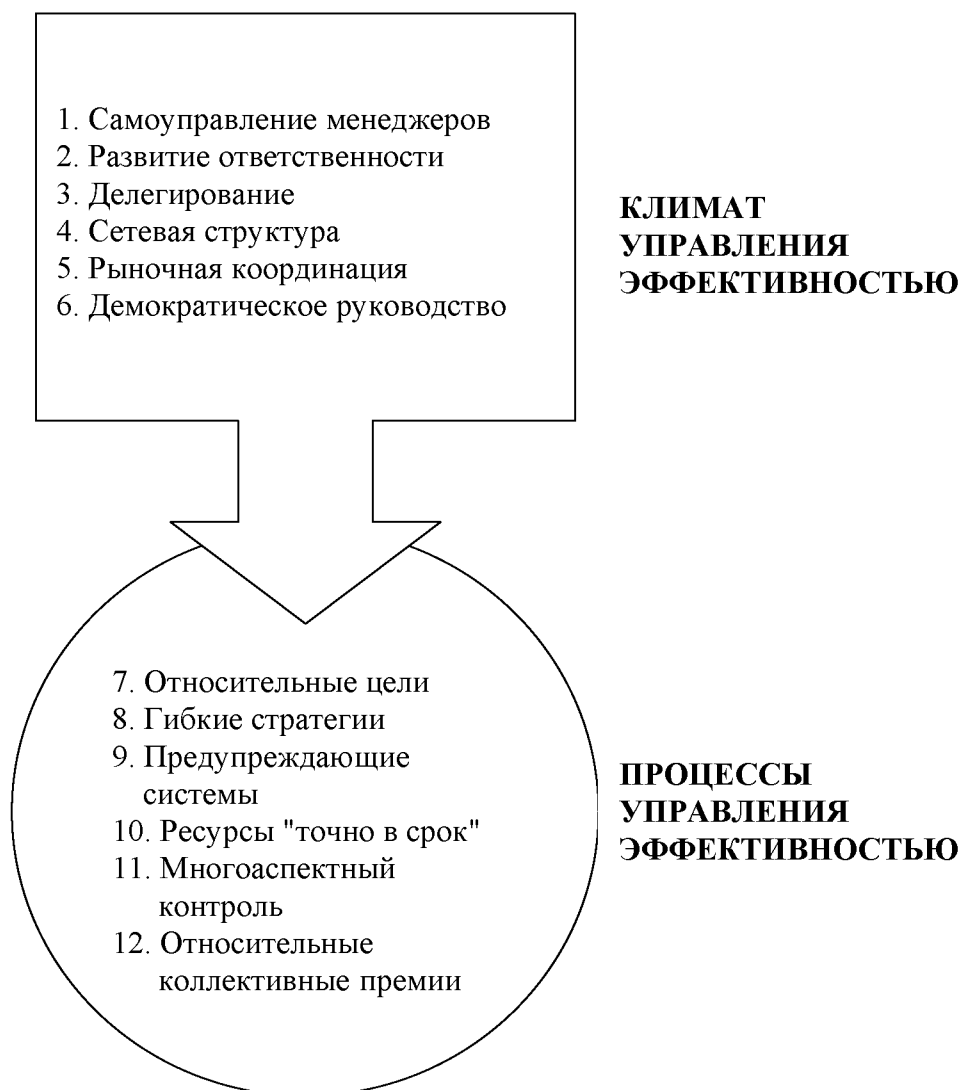 1. Самоуправление менеджеров
2. Развитие ответственности
3. Делегирование
4. Сетевая структура
5. Рыночная координация
6. Демократическое руководство
КЛИМАТ
УПРАВЛЕНИЯ
ЭФФЕКТИВНОСТЬЮ
7. Относительные цели
8. Гибкие стратегии
9. Предупреждающие
системы
10. Ресурсы "точно в срок"
11. Многоаспектный
контроль
12. Относительные
коллективные премии
ПРОЦЕССЫ
УПРАВЛЕНИЯ
ЭФФЕКТИВНОСТЬЮ